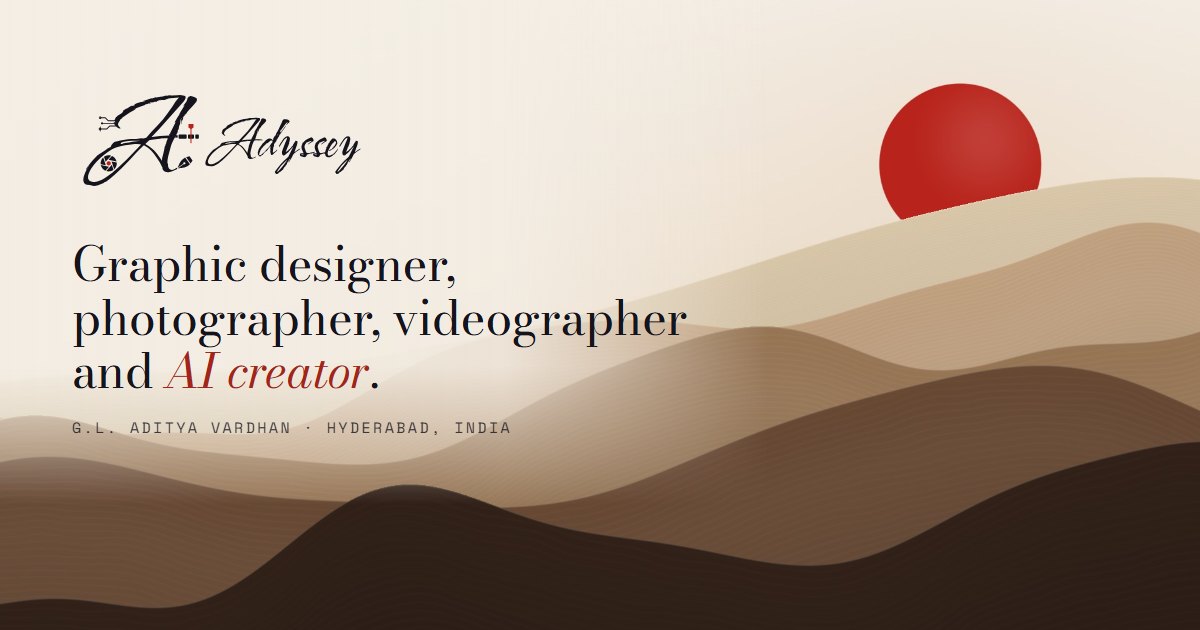 A. Adyssey
Graphic designer,
photographer, videographer
and AI creator.
G.L. ADITYA VARDHAN · HYDERABAD, INDIA